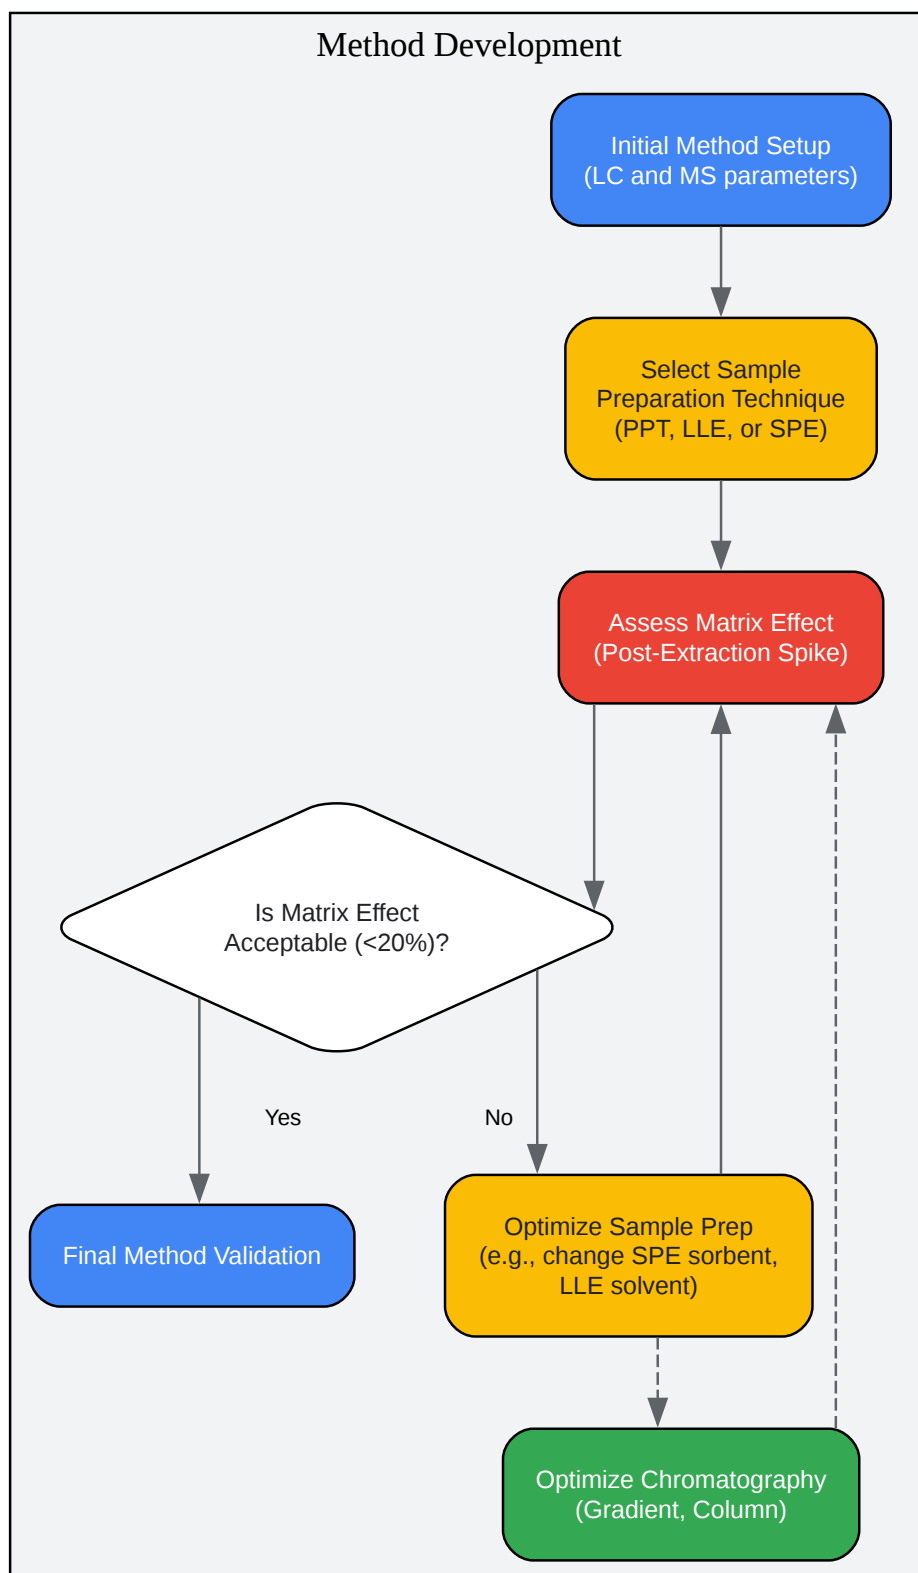 Method Development
Initial Method Setup
(LC and MS parameters)
Select Sample
Preparation Technique
(PPT, LLE, or SPE)
Assess Matrix Effect
(Post-Extraction Spike)
Is Matrix Effect
Acceptable (<20%)?
Yes
No
Final Method Validation
Optimize Sample Prep
(e.g., change SPE sorbent,
LLE solvent)
Optimize Chromatography
(Gradient, Column)